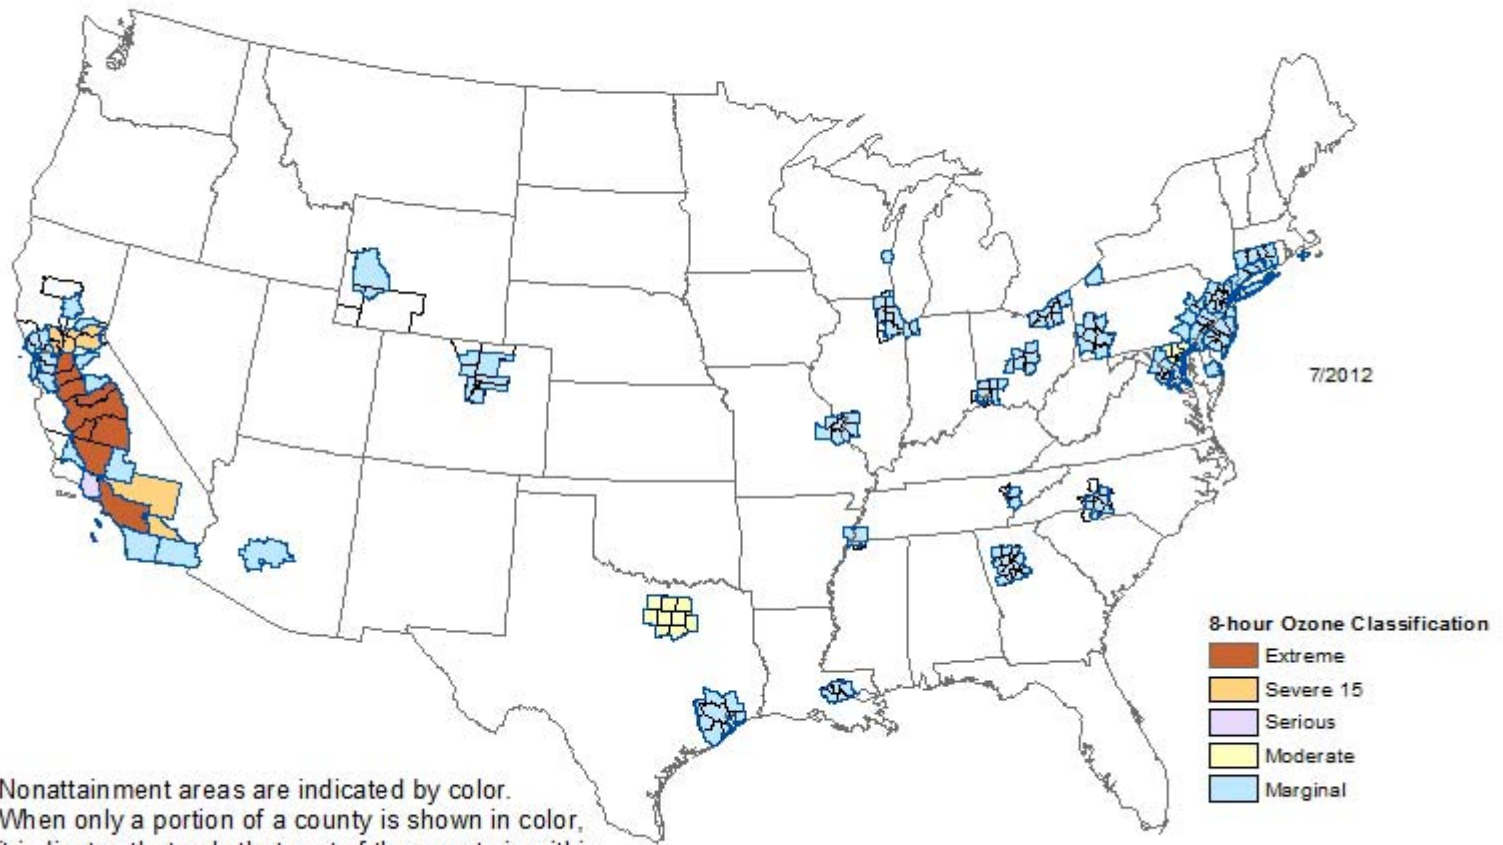 7/2012
8-hour Ozone Classification
Extreme
Severe 15
Serious
Moderate
Marginal
Nonattainment areas are indicated by color.
When only a portion of a county is shown in color,